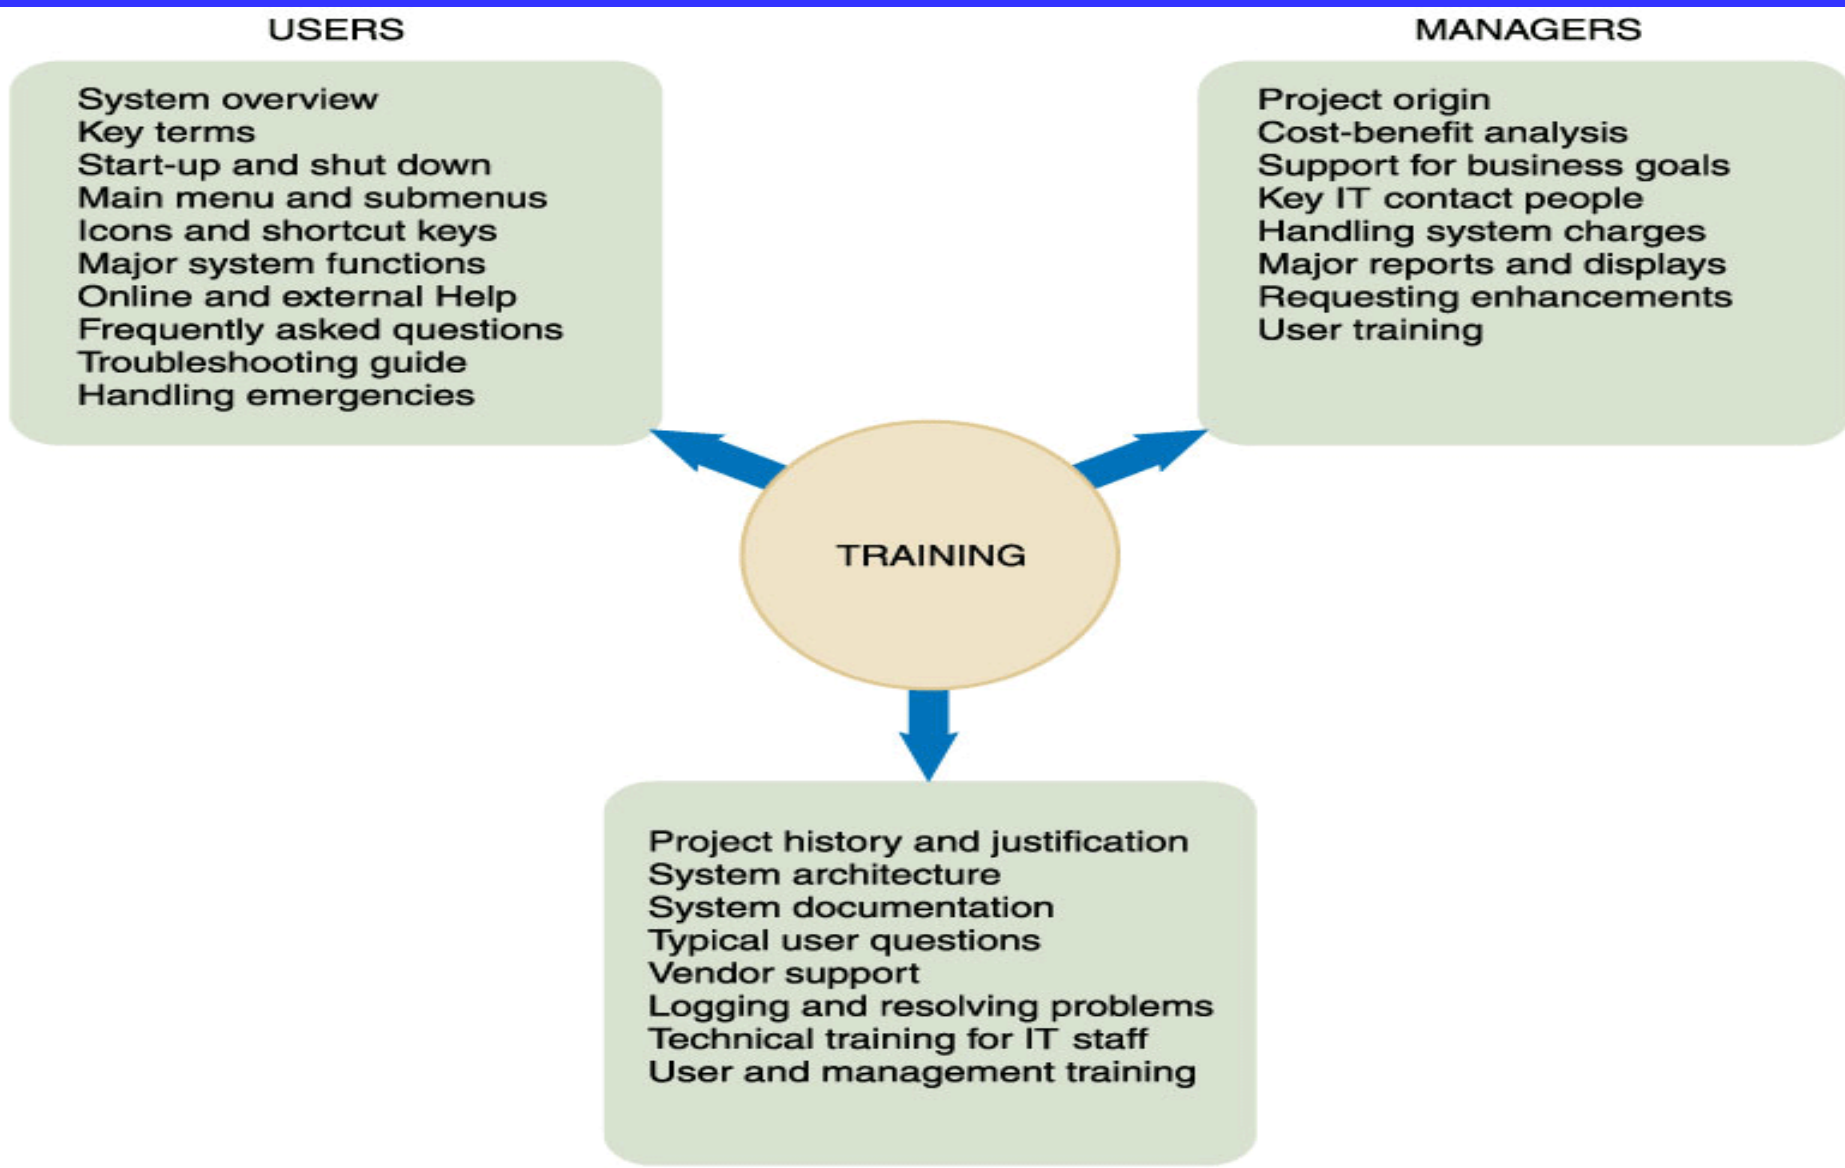 USERS
System overview
Key terms
Start-up and shut down
Main menu and submenus
Icons and shortcut keys
Major system functions
Online and external Help
Frequently asked questions
Troubleshooting guide
Handling emergencies
MANAGERS
Project origin
Cost-benefit analysis
Support for business goals
Key IT contact people
Handling system charges
Major reports and displays
Requesting enhancements
User training
TRAINING
Project history and justification
System architecture
System documentation
Typical user questions
Vendor support
Logging and resolving problems
Technical training for IT staff
User and management training